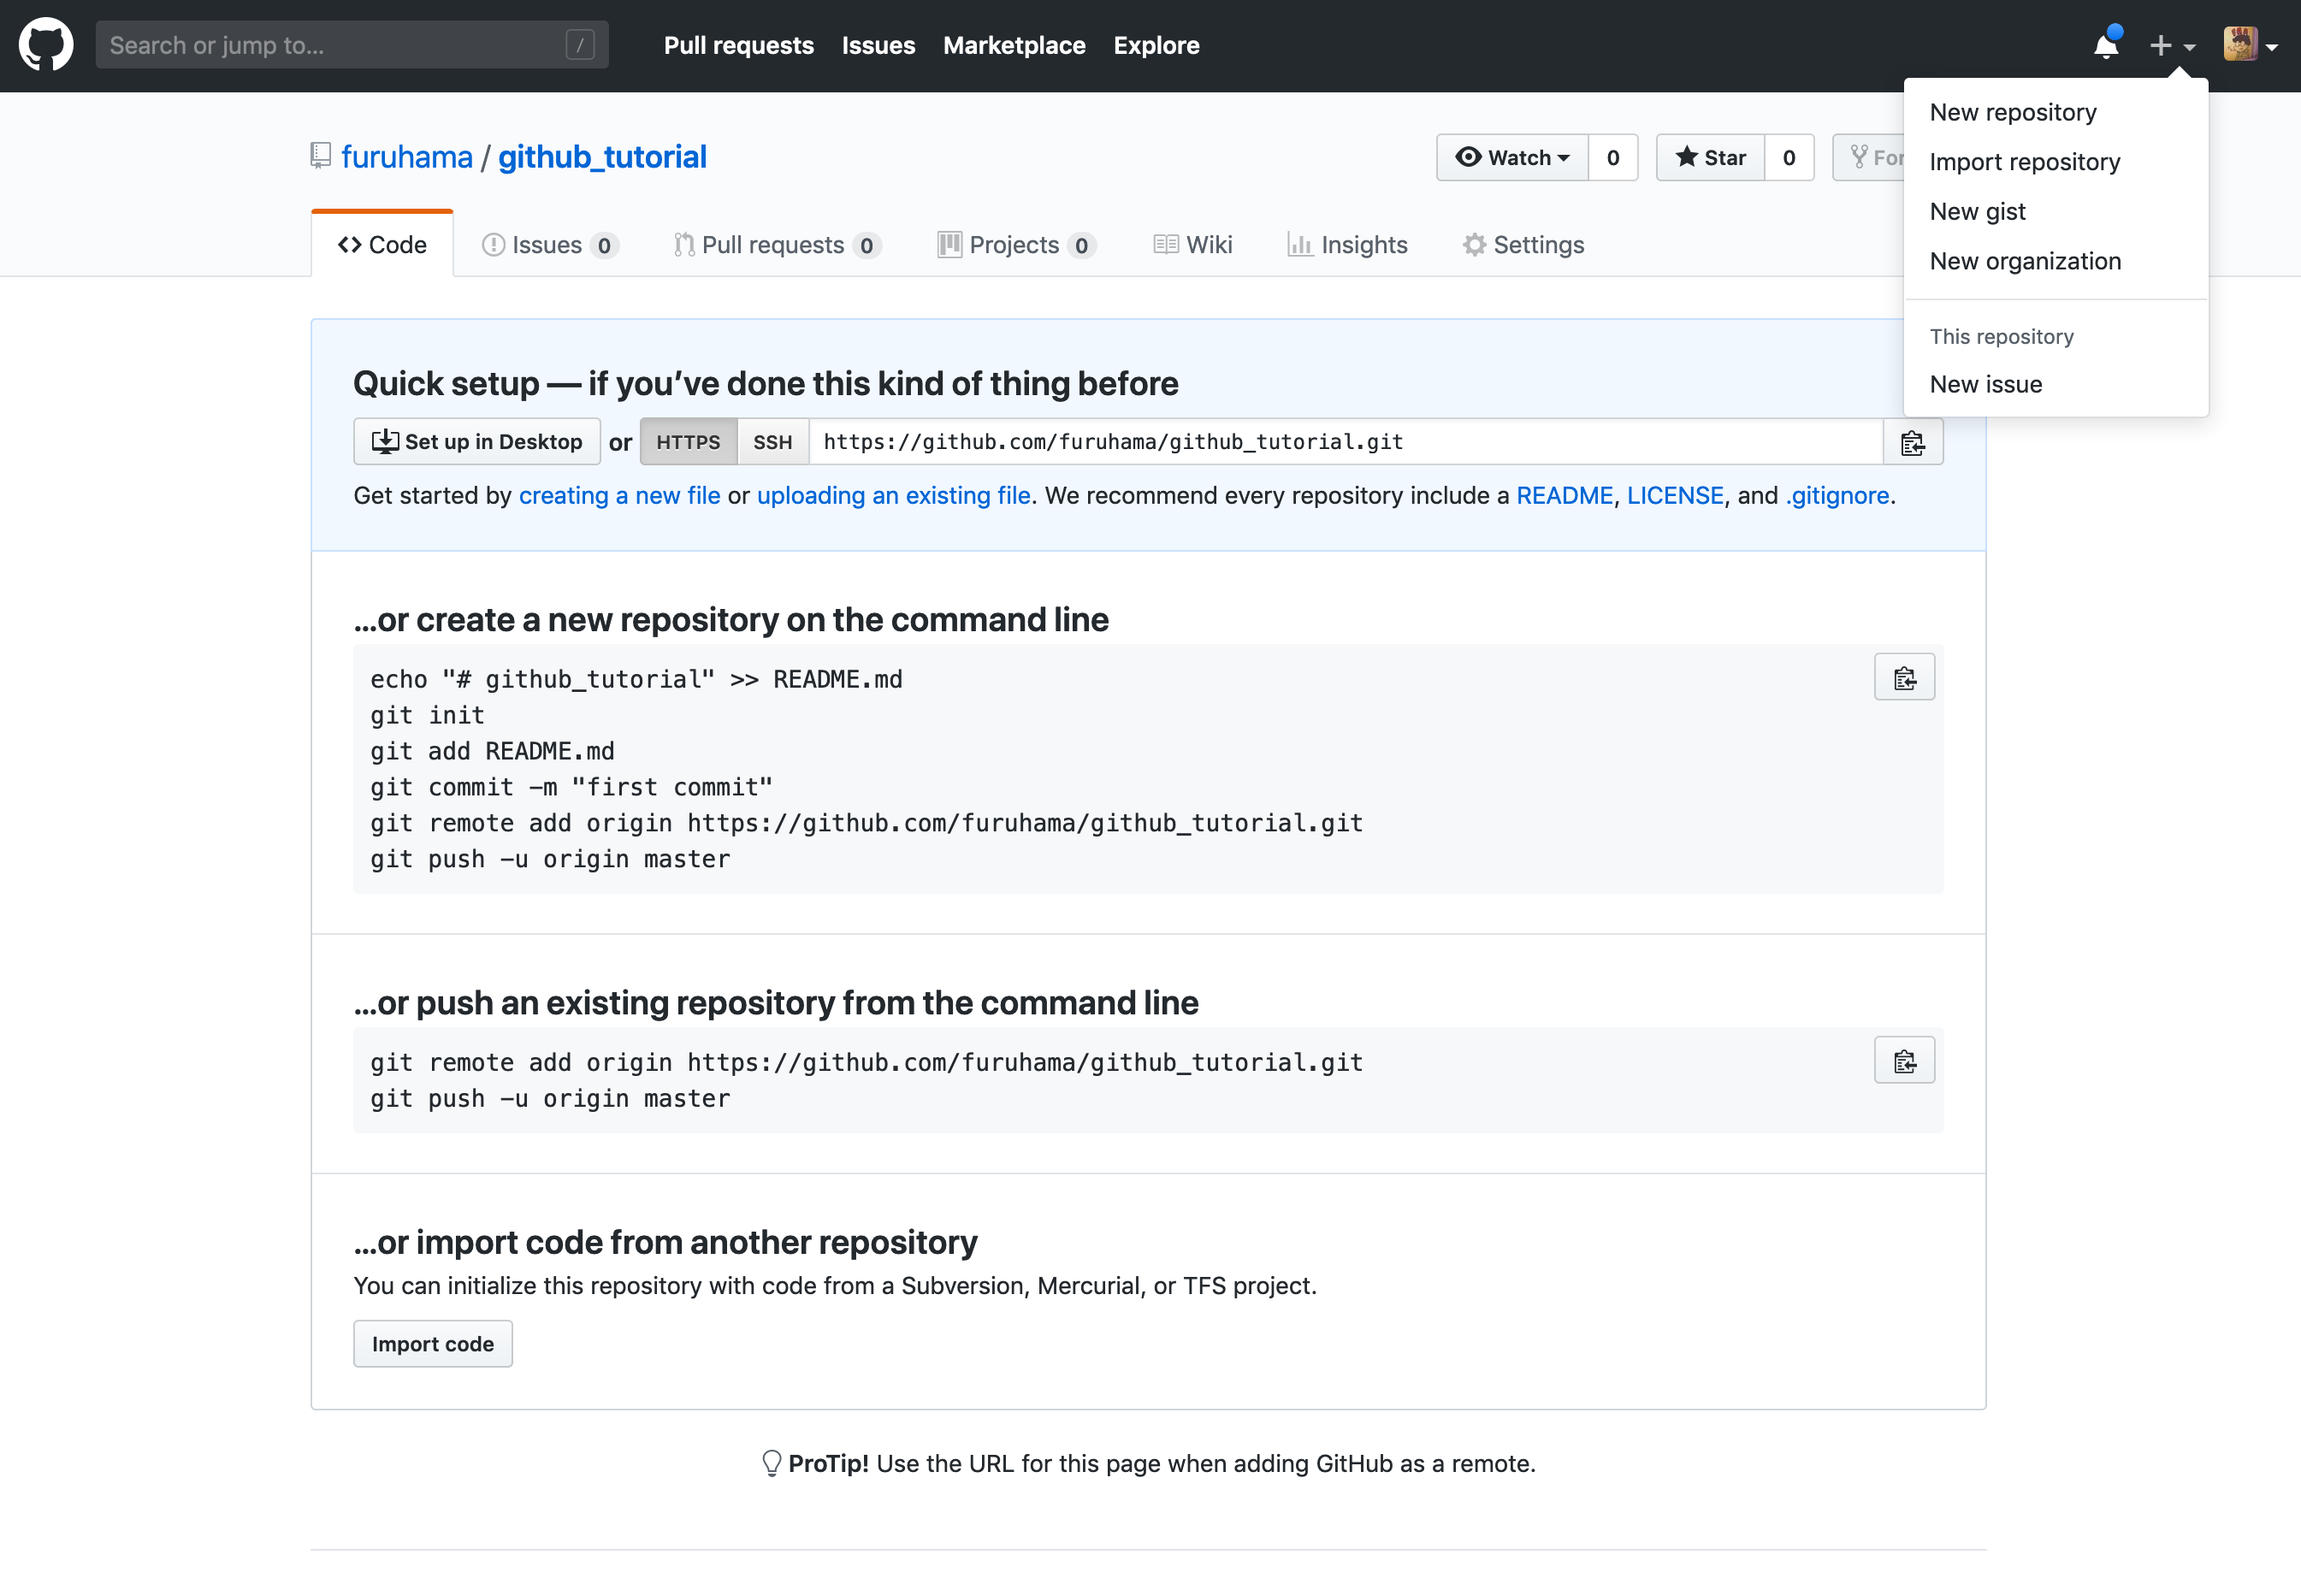 Search or jump to...
/
Pull requests
Issues
Marketplace
Explore
New repository
Import repository
New gist
New organization
This repository
New issue
furuhama / github_tutorial
Watch 0
Star 0
Code
Issues 0
Pull requests 0
Projects 0
Wiki
Insights
Settings
Quick setup — if you’ve done this kind of thing before
Set up in Desktop or HTTPS SSH https://github.com/furuhama/github_tutorial.git
Get started by creating a new file or uploading an existing file. We recommend every repository include a README, LICENSE, and .gitignore.
…or create a new repository on the command line
echo "# github_tutorial" >> README.md
git init
git add README.md
git commit -m "first commit"
git remote add origin https://github.com/furuhama/github_tutorial.git
git push -u origin master
…or push an existing repository from the command line
git remote add origin https://github.com/furuhama/github_tutorial.git
git push -u origin master
…or import code from another repository
You can initialize this repository with code from a Subversion, Mercurial, or TFS project.
Import code
ProTip! Use the URL for this page when adding GitHub as a remote.